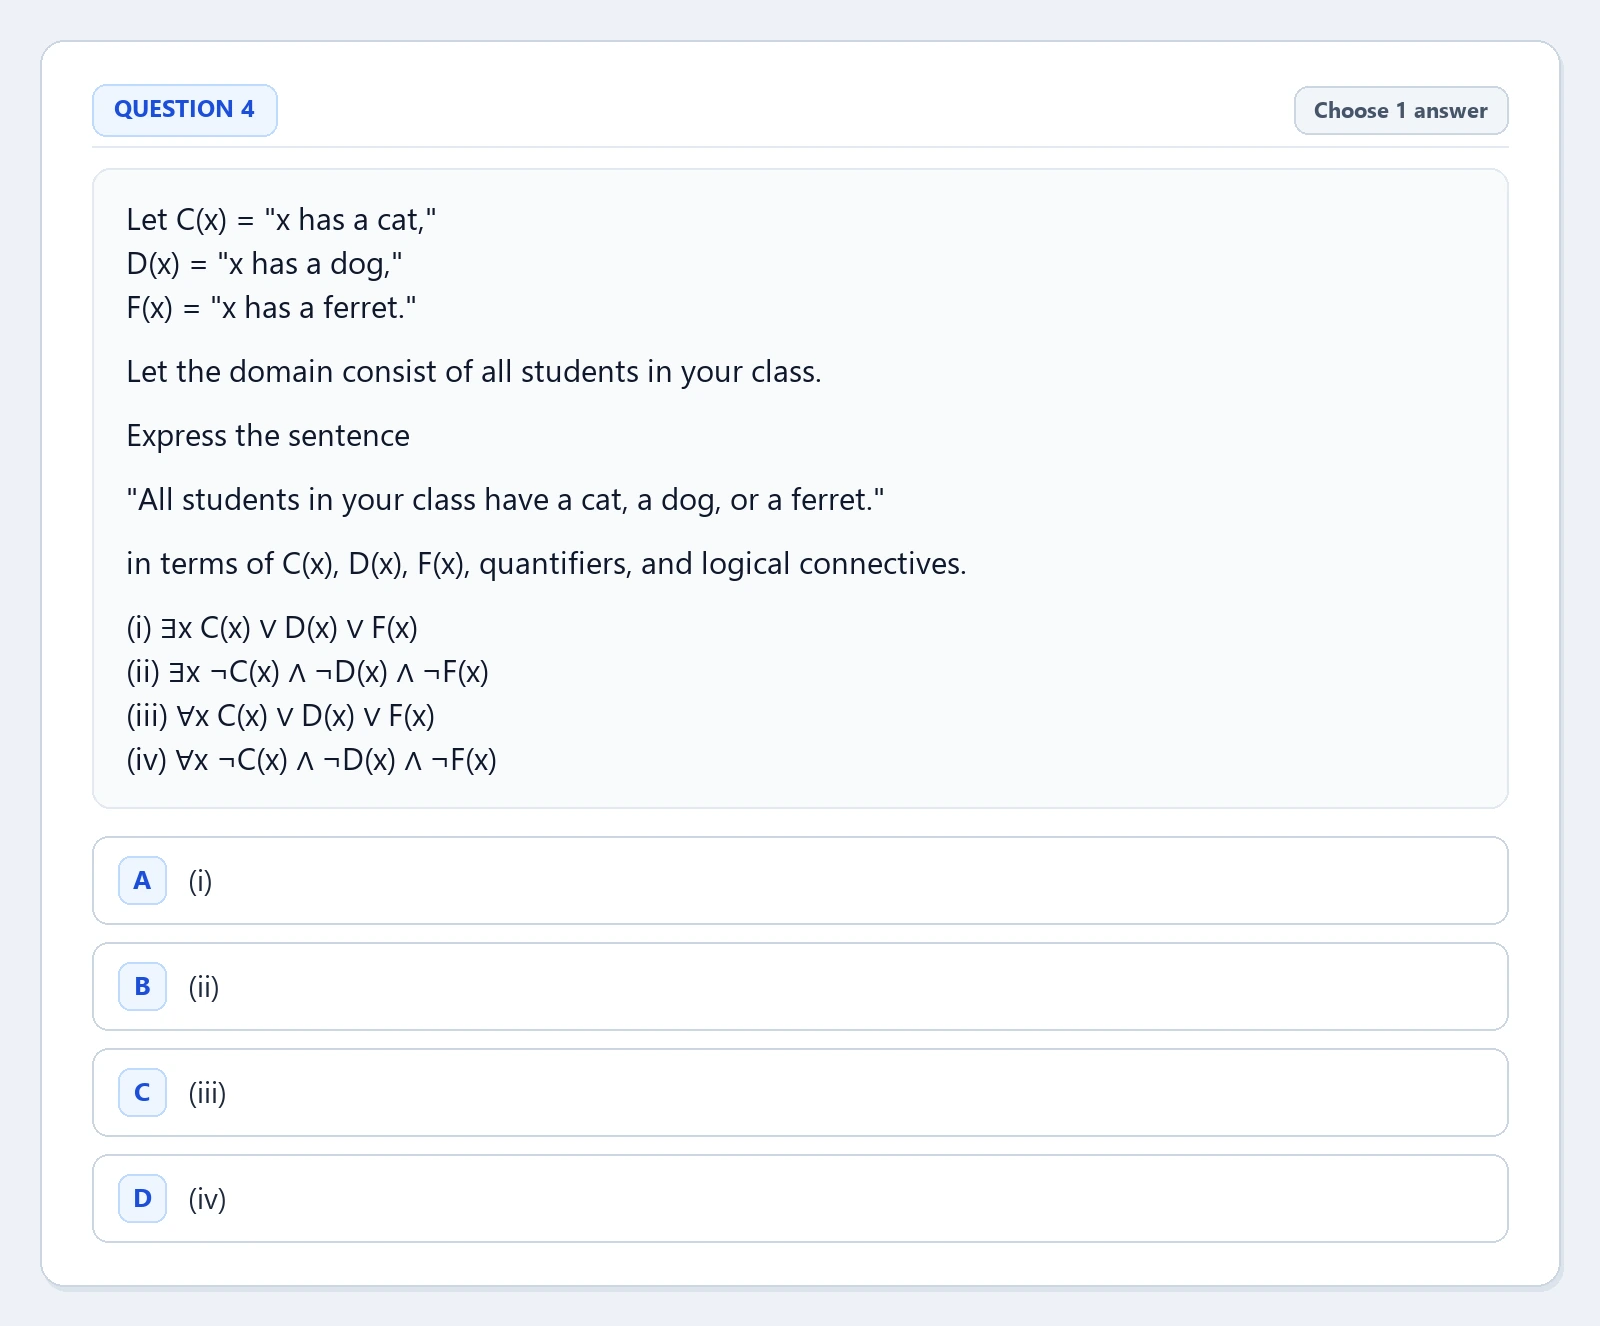 QUESTION 4
Choose 1 answer
Let C(x) = "x has a cat,"
D(x) = "x has a dog,"
F(x) = "x has a ferret."
Let the domain consist of all students in your class.
Express the sentence
"All students in your class have a cat, a dog, or a ferret."
in terms of C(x), D(x), F(x), quantifiers, and logical connectives.
(i) ∃x C(x) ∨ D(x) ∨ F(x)
(ii) ∃x ¬C(x) ∧ ¬D(x) ∧ ¬F(x)
(iii) ∀x C(x) ∨ D(x) ∨ F(x)
(iv) ∀x ¬C(x) ∧ ¬D(x) ∧ ¬F(x)
A (i)
B (ii)
C (iii)
D (iv)